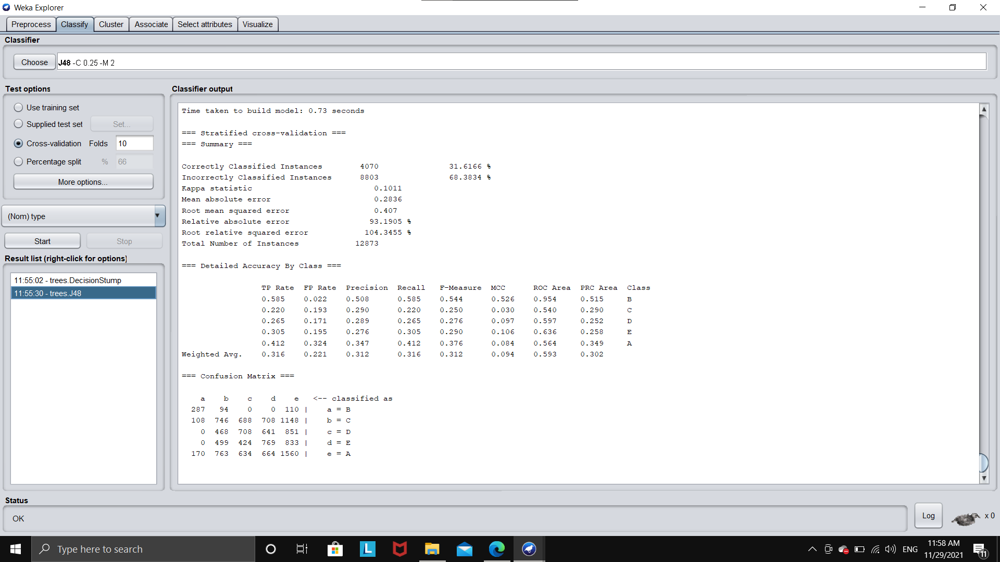 Weka Explorer
Preprocess Classify Cluster Associate Select attributes Visualize
Classifier
Choose J48 -C 0.25 -M 2
Test options
Use training set
Supplied test set Set...
Cross-validation Folds 10
Percentage split % 66
More options...
(Nom) type
Start Stop
Result list (right-click for options)
11:55:02 - trees.DecisionStump
11:55:30 - trees.J48
Classifier output
Time taken to build model: 0.73 seconds
=== Stratified cross-validation ===
=== Summary ===
Correctly Classified Instances 4070 31.6166 %
Incorrectly Classified Instances 8803 68.3834 %
Kappa statistic 0.1011
Mean absolute error 0.2836
Root mean squared error 0.407
Relative absolute error 93.1905 %
Root relative squared error 104.3455 %
Total Number of Instances 12873
=== Detailed Accuracy By Class ===
TP Rate FP Rate Precision Recall F-Measure MCC ROC Area PRC Area Class
0.585 0.022 0.508 0.585 0.544 0.526 0.954 0.515 B
0.220 0.193 0.290 0.220 0.250 0.030 0.540 0.290 C
0.265 0.171 0.289 0.265 0.276 0.097 0.597 0.252 D
0.305 0.195 0.276 0.305 0.290 0.106 0.636 0.258 E
0.412 0.324 0.347 0.412 0.376 0.084 0.564 0.349 A
Weighted Avg. 0.316 0.221 0.312 0.316 0.312 0.094 0.593 0.302
=== Confusion Matrix ===
a b c d e <-- classified as
287 94 0 0 110 | a = B
108 746 688 708 1148 | b = C
0 468 708 641 851 | c = D
0 499 424 769 833 | d = E
170 763 634 664 1560 | e = A
Status
OK
Log
x 0
Type here to search
L
ENG
11:58 AM
11/29/2021
11